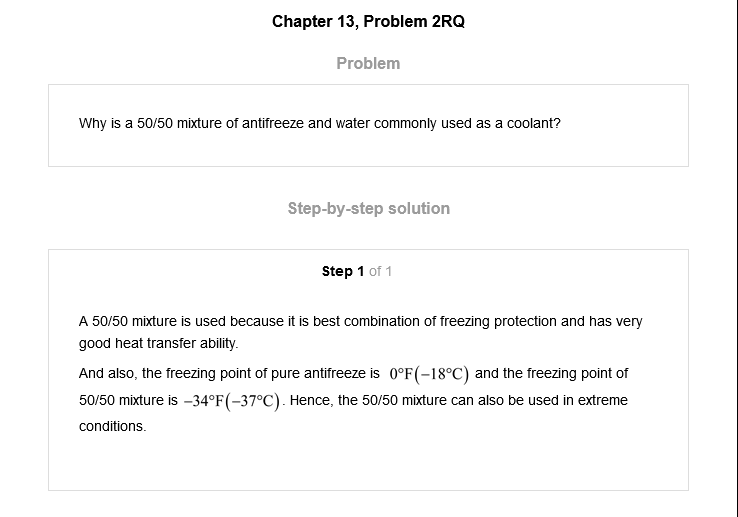 Chapter 13, Problem 2RQ
Problem
Why is a 50/50 mixture of antifreeze and water commonly used as a coolant?
Step-by-step solution
Step 1 of 1
A 50/50 mixture is used because it is best combination of freezing protection and has very
good heat transfer ability.
And also, the freezing point of pure antifreeze is 0°F(−18°C) and the freezing point of
50/50 mixture is −34°F(−37°C). Hence, the 50/50 mixture can also be used in extreme
conditions.